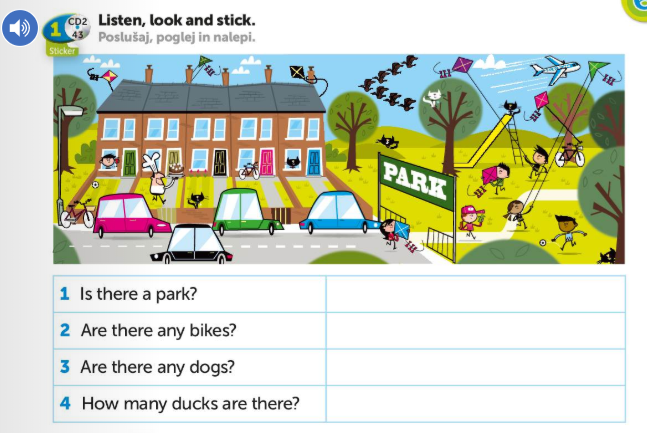 1 CD2 43 Listen, look and stick.
Sticker Poslušaj, poglej in nalepi.
PARK
1 Is there a park?
2 Are there any bikes?
3 Are there any dogs?
4 How many ducks are there?